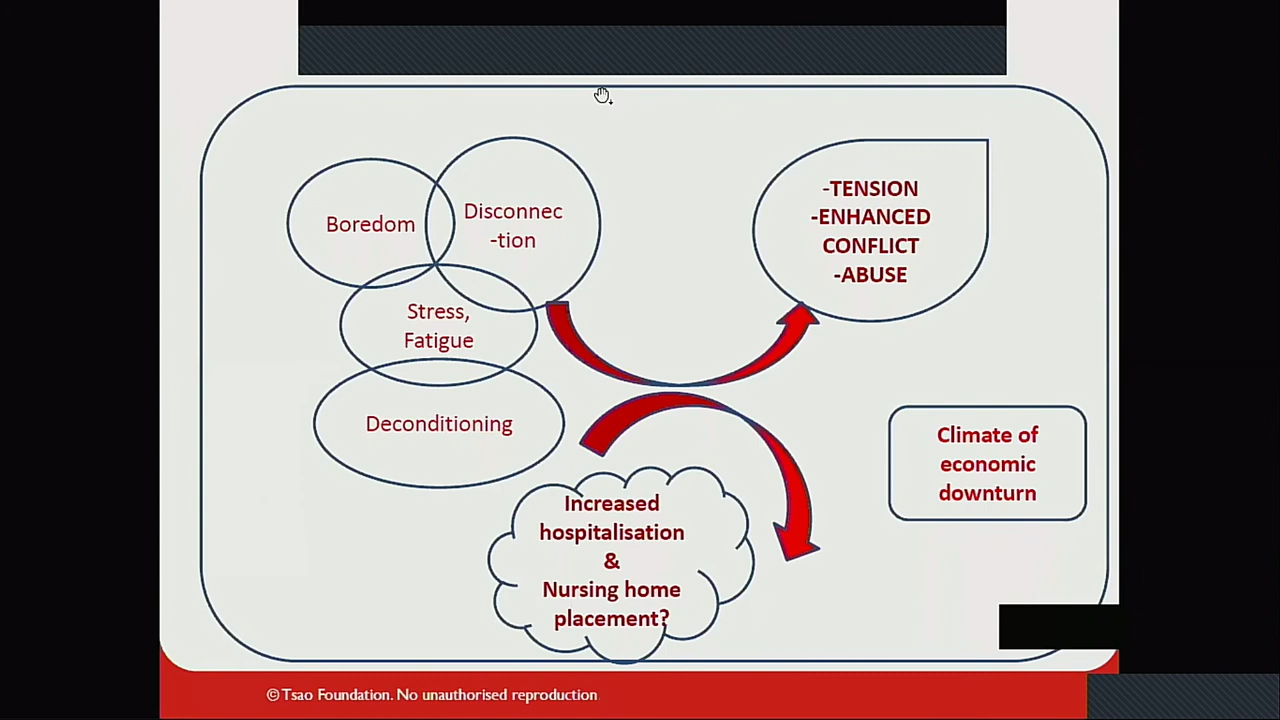 Boredom
Disconnec
-tion
Stress,
Fatigue
Deconditioning
-TENSION
-ENHANCED
CONFLICT
-ABUSE
Climate of
economic
downturn
Increased
hospitalisation
&
Nursing home
placement?
© Tsao Foundation. No unauthorised reproduction